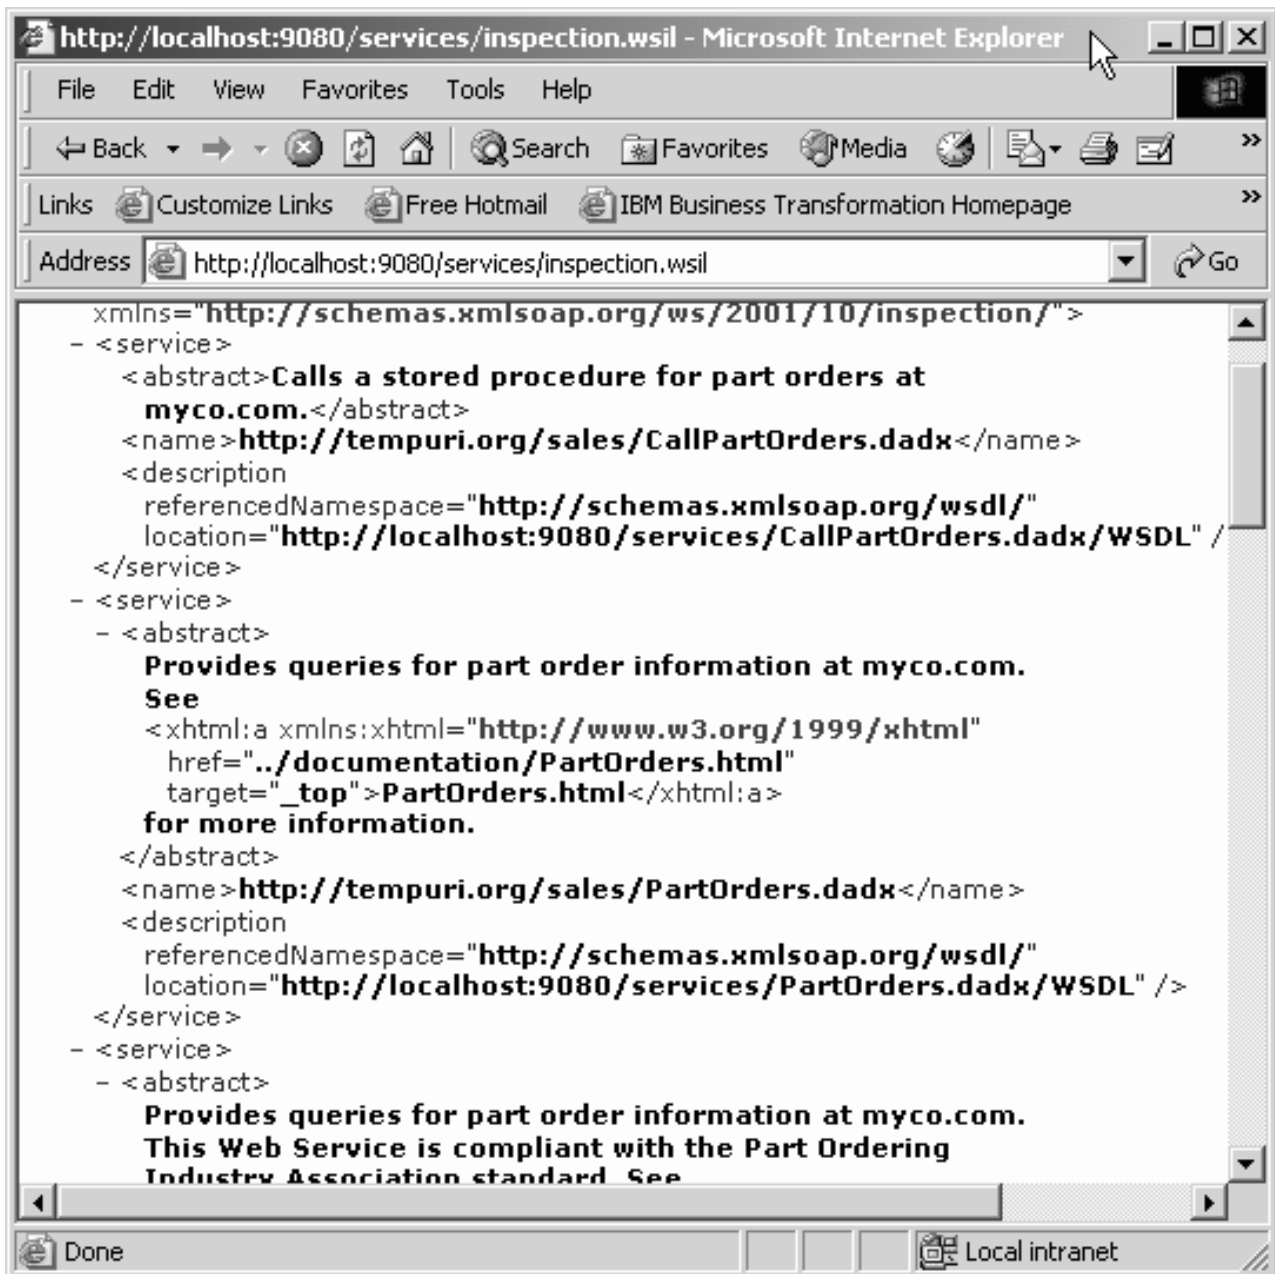 http://localhost:9080/services/inspection.wsil - Microsoft Internet Explorer
File Edit View Favorites Tools Help
Back Search Favorites Media »
Links Customize Links Free Hotmail IBM Business Transformation Homepage »
Address http://localhost:9080/services/inspection.wsil Go
xmlns="http://schemas.xmlsoap.org/ws/2001/10/inspection/">
- <service>
<abstract>Calls a stored procedure for part orders at
myco.com.</abstract>
<name>http://tempuri.org/sales/CallPartOrders.dadx</name>
<description
referencedNamespace="http://schemas.xmlsoap.org/wsdl/"
location="http://localhost:9080/services/CallPartOrders.dadx/WSDL" /
</service>
- <service>
- <abstract>
Provides queries for part order information at myco.com.
See
<xhtml:a xmlns:xhtml="http://www.w3.org/1999/xhtml"
href="../documentation/PartOrders.html"
target="_top">PartOrders.html</xhtml:a>
for more information.
</abstract>
<name>http://tempuri.org/sales/PartOrders.dadx</name>
<description
referencedNamespace="http://schemas.xmlsoap.org/wsdl/"
location="http://localhost:9080/services/PartOrders.dadx/WSDL" />
</service>
- <service>
- <abstract>
Provides queries for part order information at myco.com.
This Web Service is compliant with the Part Ordering
Industry Association standard. See
Done Local intranet